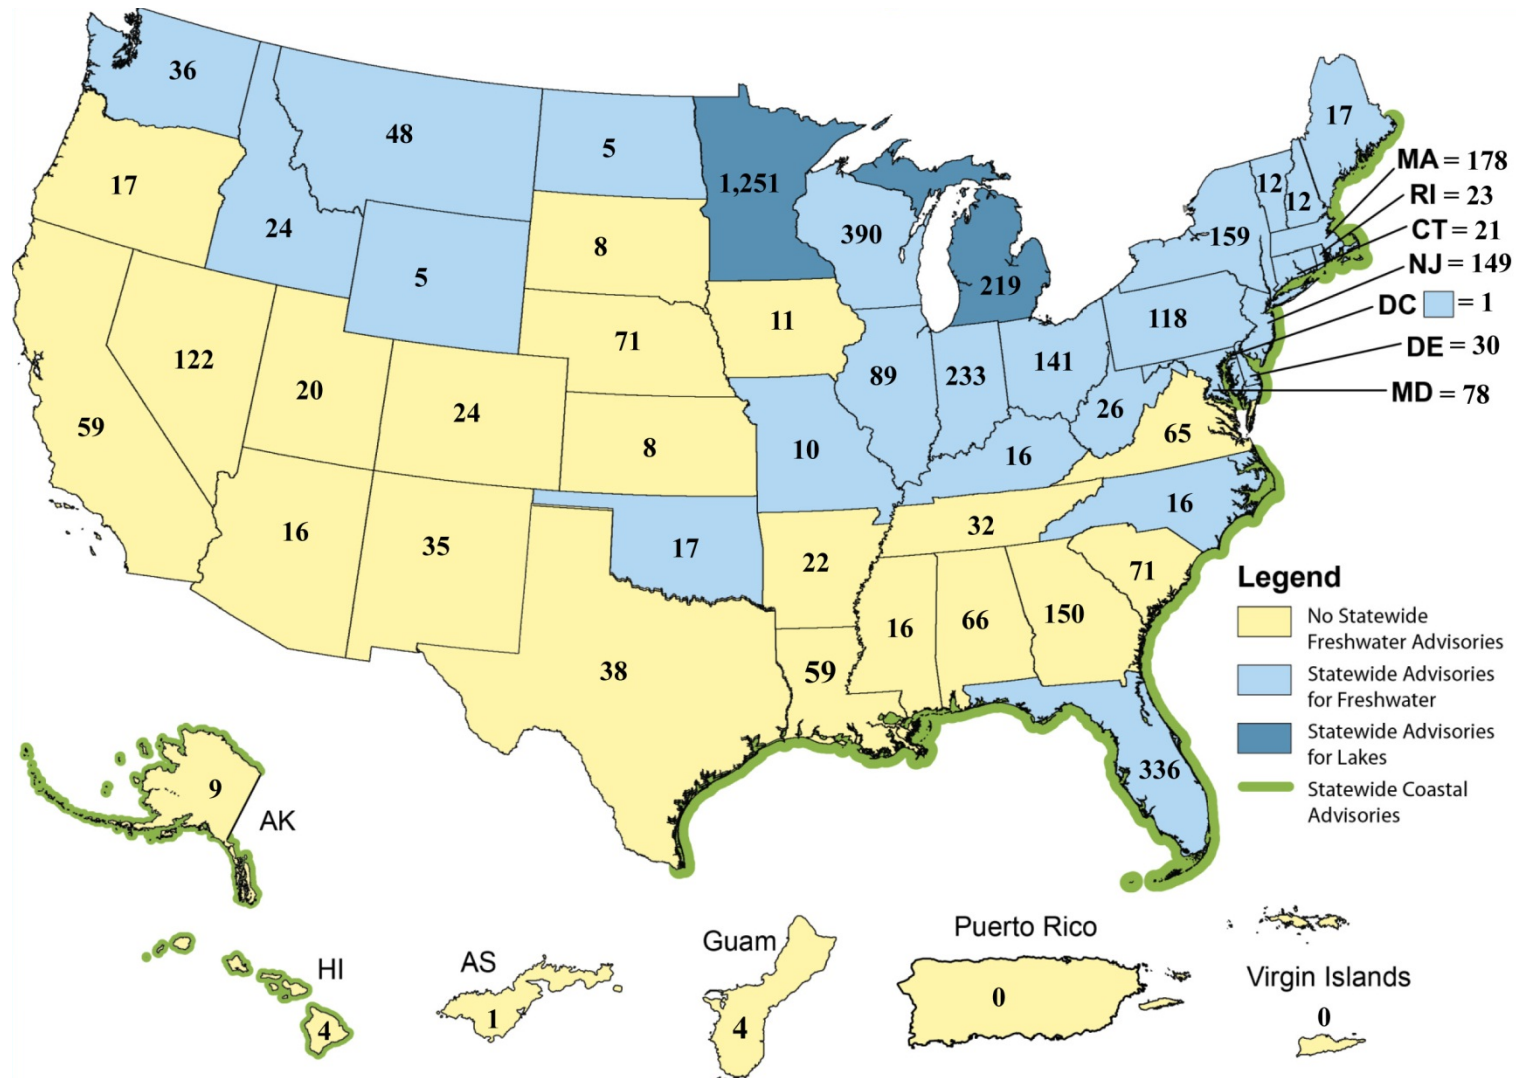 36
48
5
1,251
17
MA = 178
RI = 23
CT = 21
NJ = 149
DC = 1
DE = 30
MD = 78
17
24
5
8
390
219
12
12
159
11
118
122
20
24
71
89
233
141
26
59
8
10
16
65
16
35
17
22
32
16
38
59
16
66
150
71
336
Legend
No Statewide
Freshwater Advisories
Statewide Advisories
for Freshwater
Statewide Advisories
for Lakes
Statewide Coastal
Advisories
9
AK
HI
4
AS
1
Guam
4
Puerto Rico
0
Virgin Islands
0